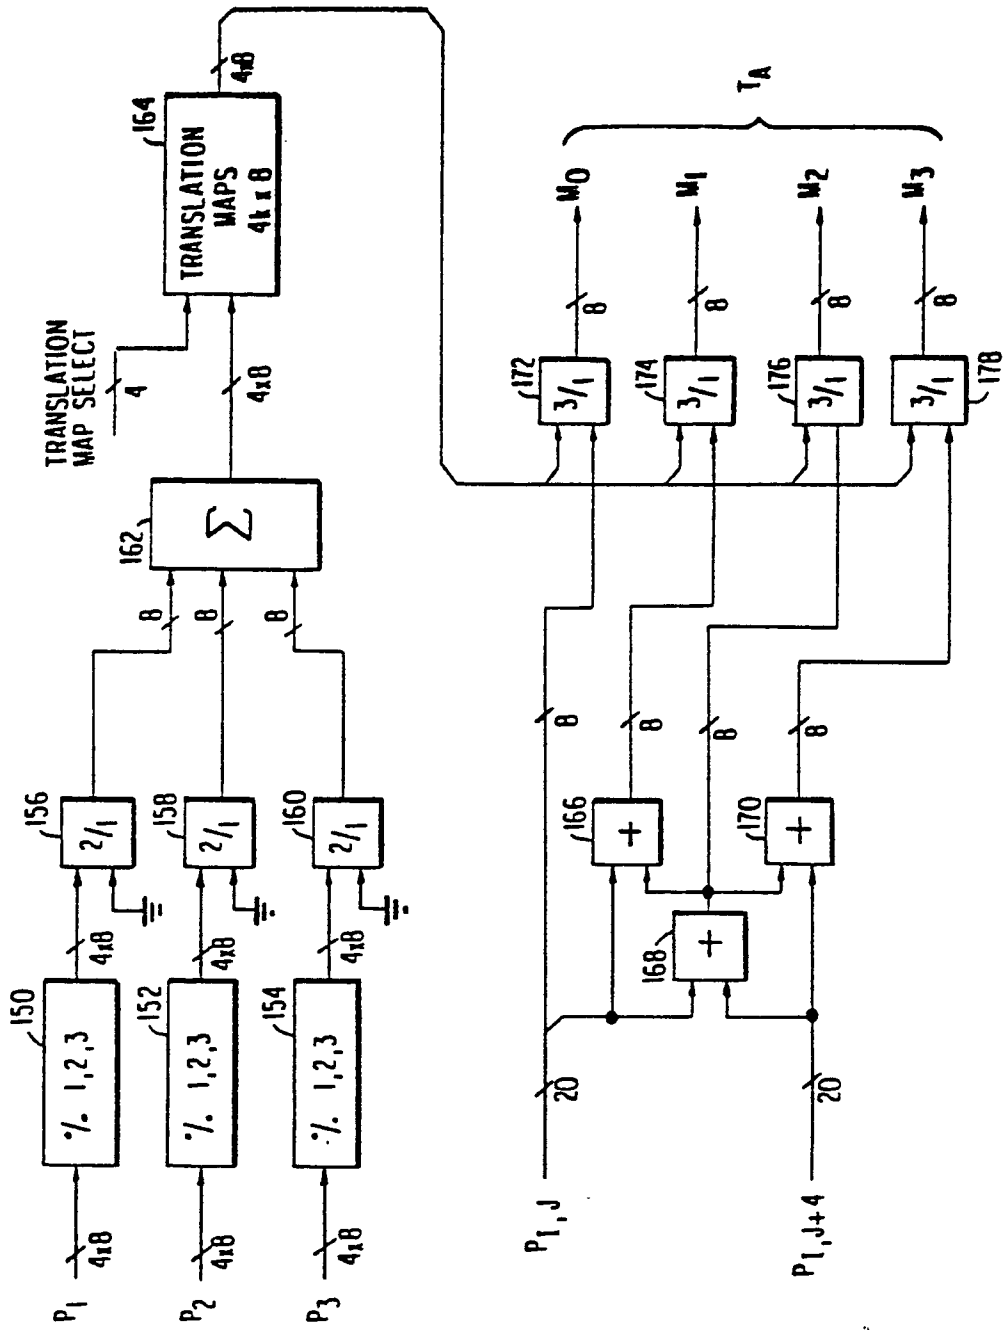 P1
4x8
150
% 1,2,3
4x8
156
2/1
8
P2
4x8
152
% 1,2,3
4x8
158
2/1
8
P3
4x8
154
% 1,2,3
4x8
160
2/1
8
162
Σ
4x8
TRANSLATION
MAP SELECT
4
164
TRANSLATION
MAPS
4k x 8
4x8
P1,J
20
8
172
3/1
8
M0
166
+
8
174
3/1
8
M1
168
+
8
176
3/1
8
M2
P1,J+4
20
170
+
8
178
3/1
8
M3
TA